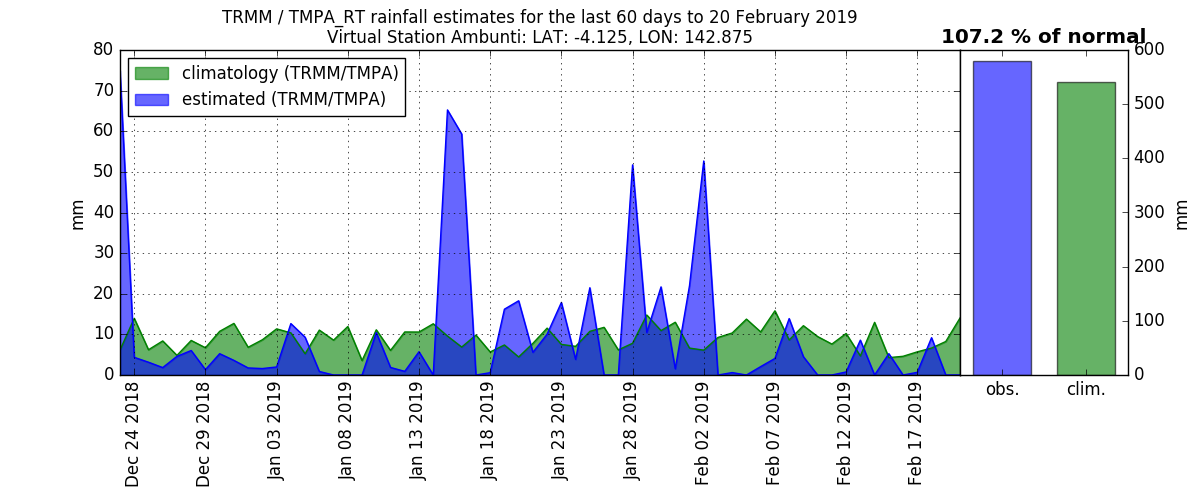 TRMM / TMPA_RT rainfall estimates for the last 60 days to 20 February 2019
Virtual Station Ambunti: LAT: -4.125, LON: 142.875
107.2 % of normal
climatology (TRMM/TMPA)
estimated (TRMM/TMPA)
mm
80
70
60
50
40
30
20
10
0
Dec 24 2018
Dec 29 2018
Jan 03 2019
Jan 08 2019
Jan 13 2019
Jan 18 2019
Jan 23 2019
Jan 28 2019
Feb 02 2019
Feb 07 2019
Feb 12 2019
Feb 17 2019
obs.
clim.
600
500
400
300
200
100
0
mm